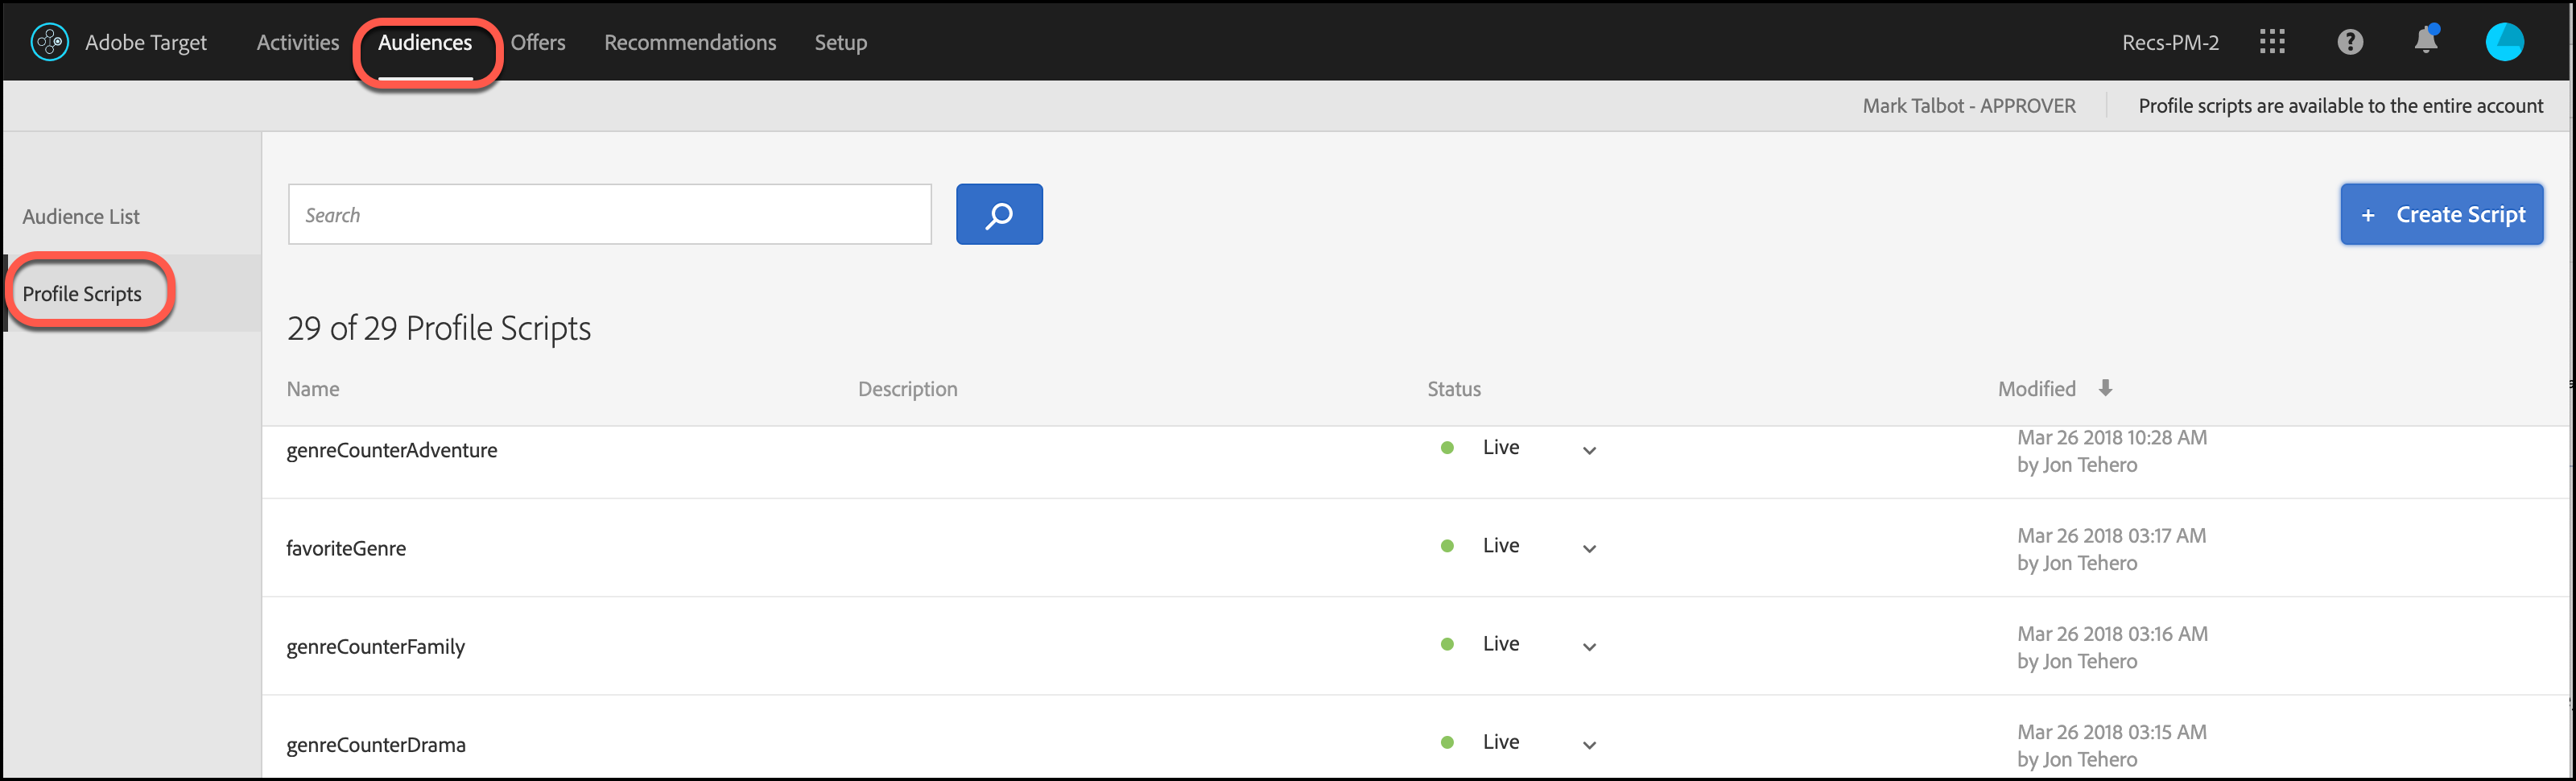 Adobe Target Activities Audiences Offers Recommendations Setup Recs-PM-2
Mark Talbot - APPROVER Profile scripts are available to the entire account
Audience List
Profile Scripts
Search
+ Create Script
29 of 29 Profile Scripts
Name Description Status Modified
genreCounterAdventure Live Mar 26 2018 10:28 AM
by Jon Tehero
favoriteGenre Live Mar 26 2018 03:17 AM
by Jon Tehero
genreCounterFamily Live Mar 26 2018 03:16 AM
by Jon Tehero
genreCounterDrama Live Mar 26 2018 03:15 AM
by Jon Tehero